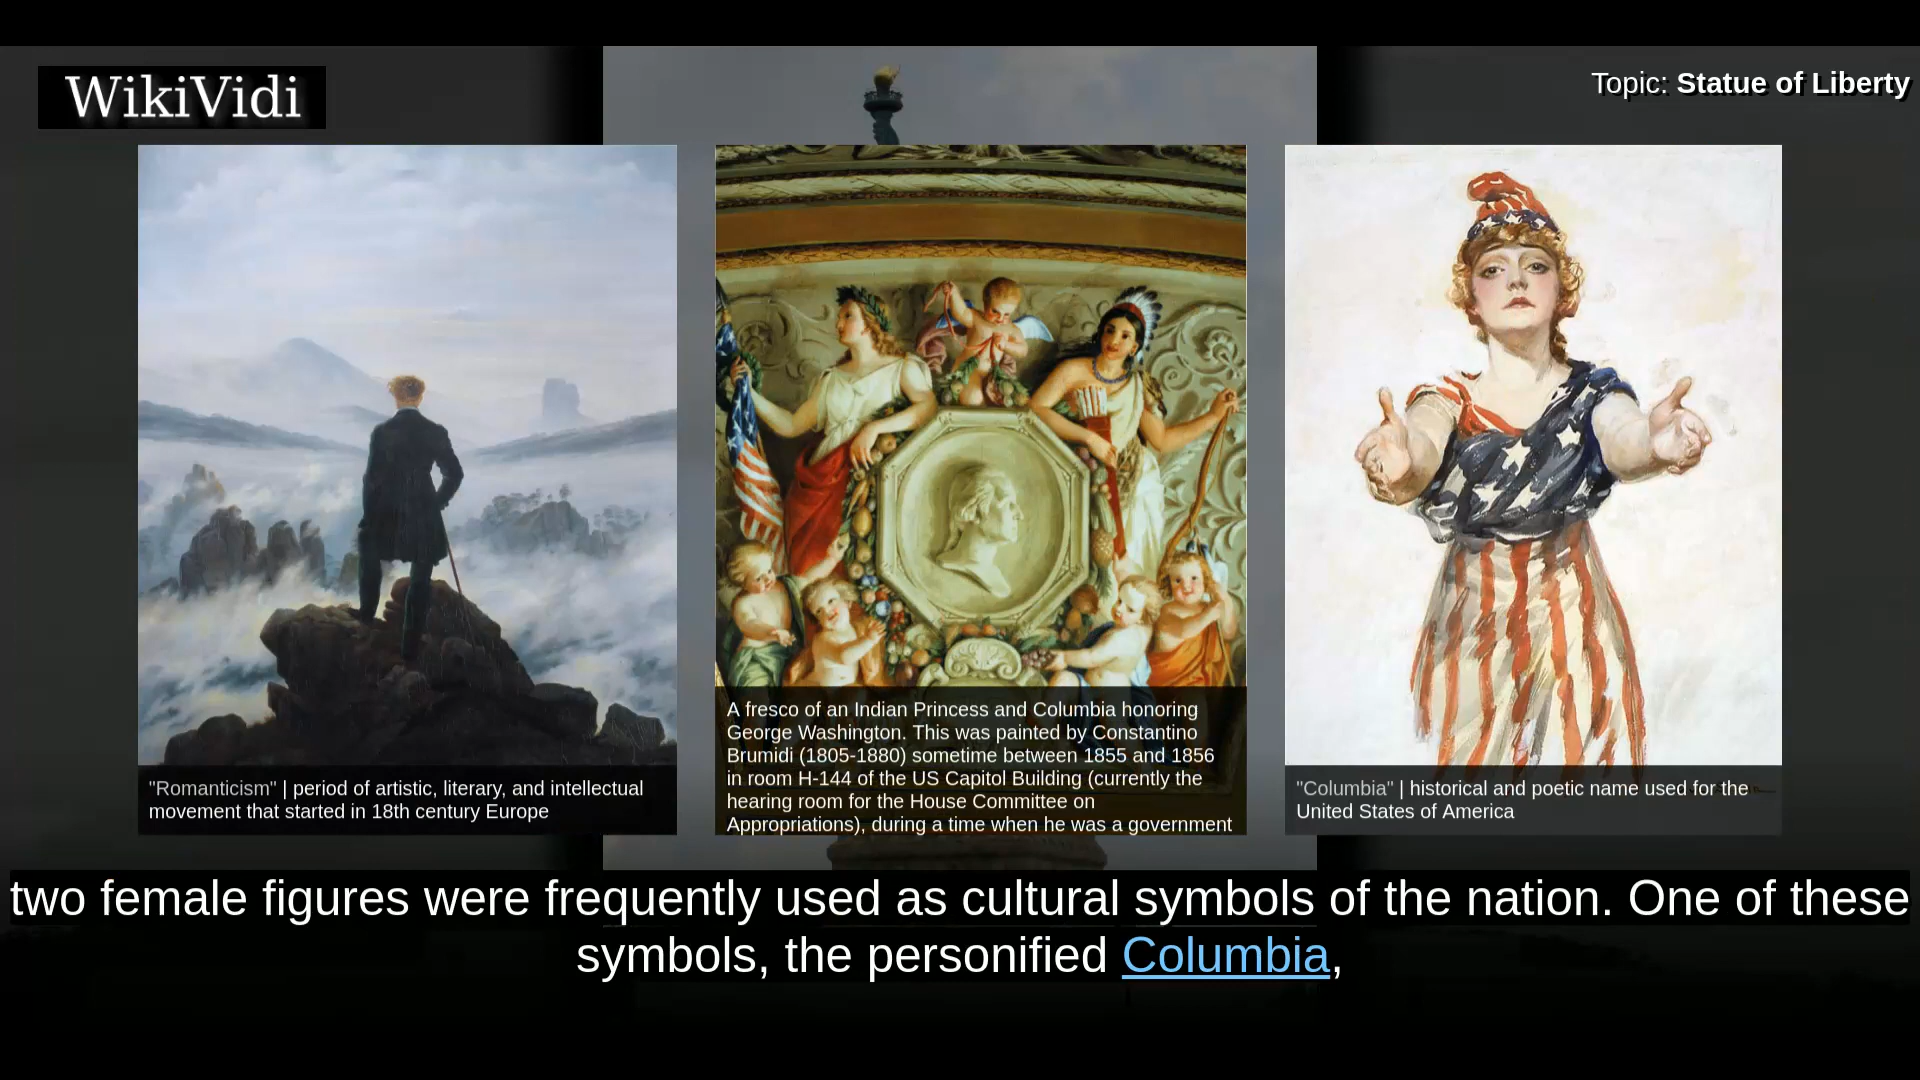 WikiVidi
Topic: Statue of Liberty
"Romanticism" | period of artistic, literary, and intellectual
movement that started in 18th century Europe
A fresco of an Indian Princess and Columbia honoring
George Washington. This was painted by Constantino
Brumidi (1805-1880) sometime between 1855 and 1856
in room H-144 of the US Capitol Building (currently the
hearing room for the House Committee on
Appropriations), during a time when he was a government
"Columbia" | historical and poetic name used for the
United States of America
two female figures were frequently used as cultural symbols of the nation. One of these
symbols, the personified Columbia,